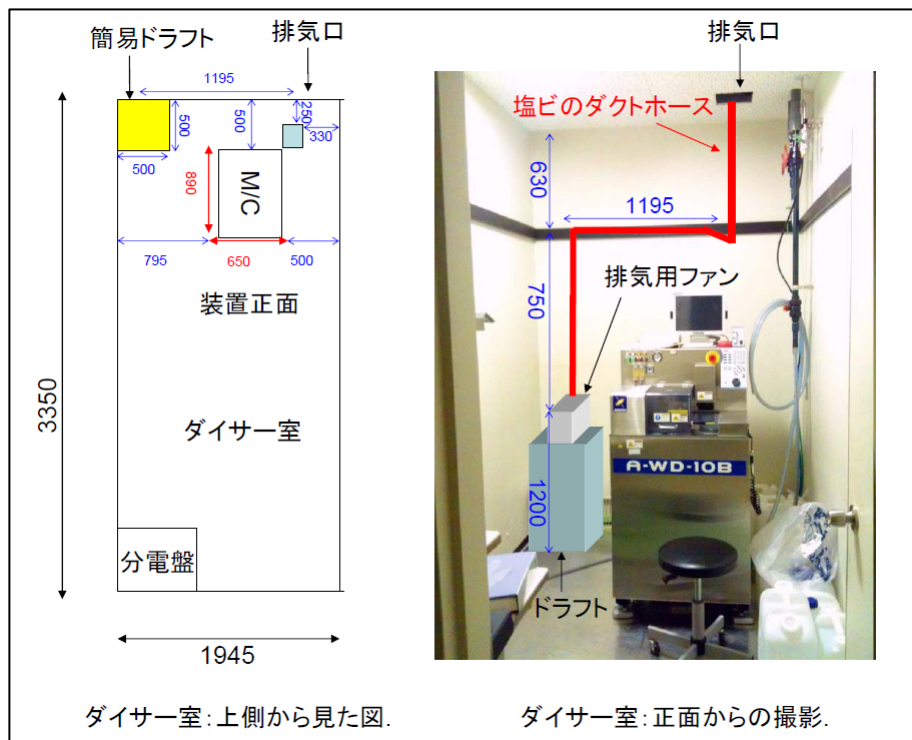 簡易ドラフト
排気口
1195
500
500
500
250
330
890
M/C
795
650
500
装置正面
3350
ダイサー室
分電盤
1945
ダイサー室：上側から見た図.
排気口
塩ビのダクトホース
630
1195
750
排気用ファン
A-WD-10B
1200
ドラフト
ダイサー室：正面からの撮影.